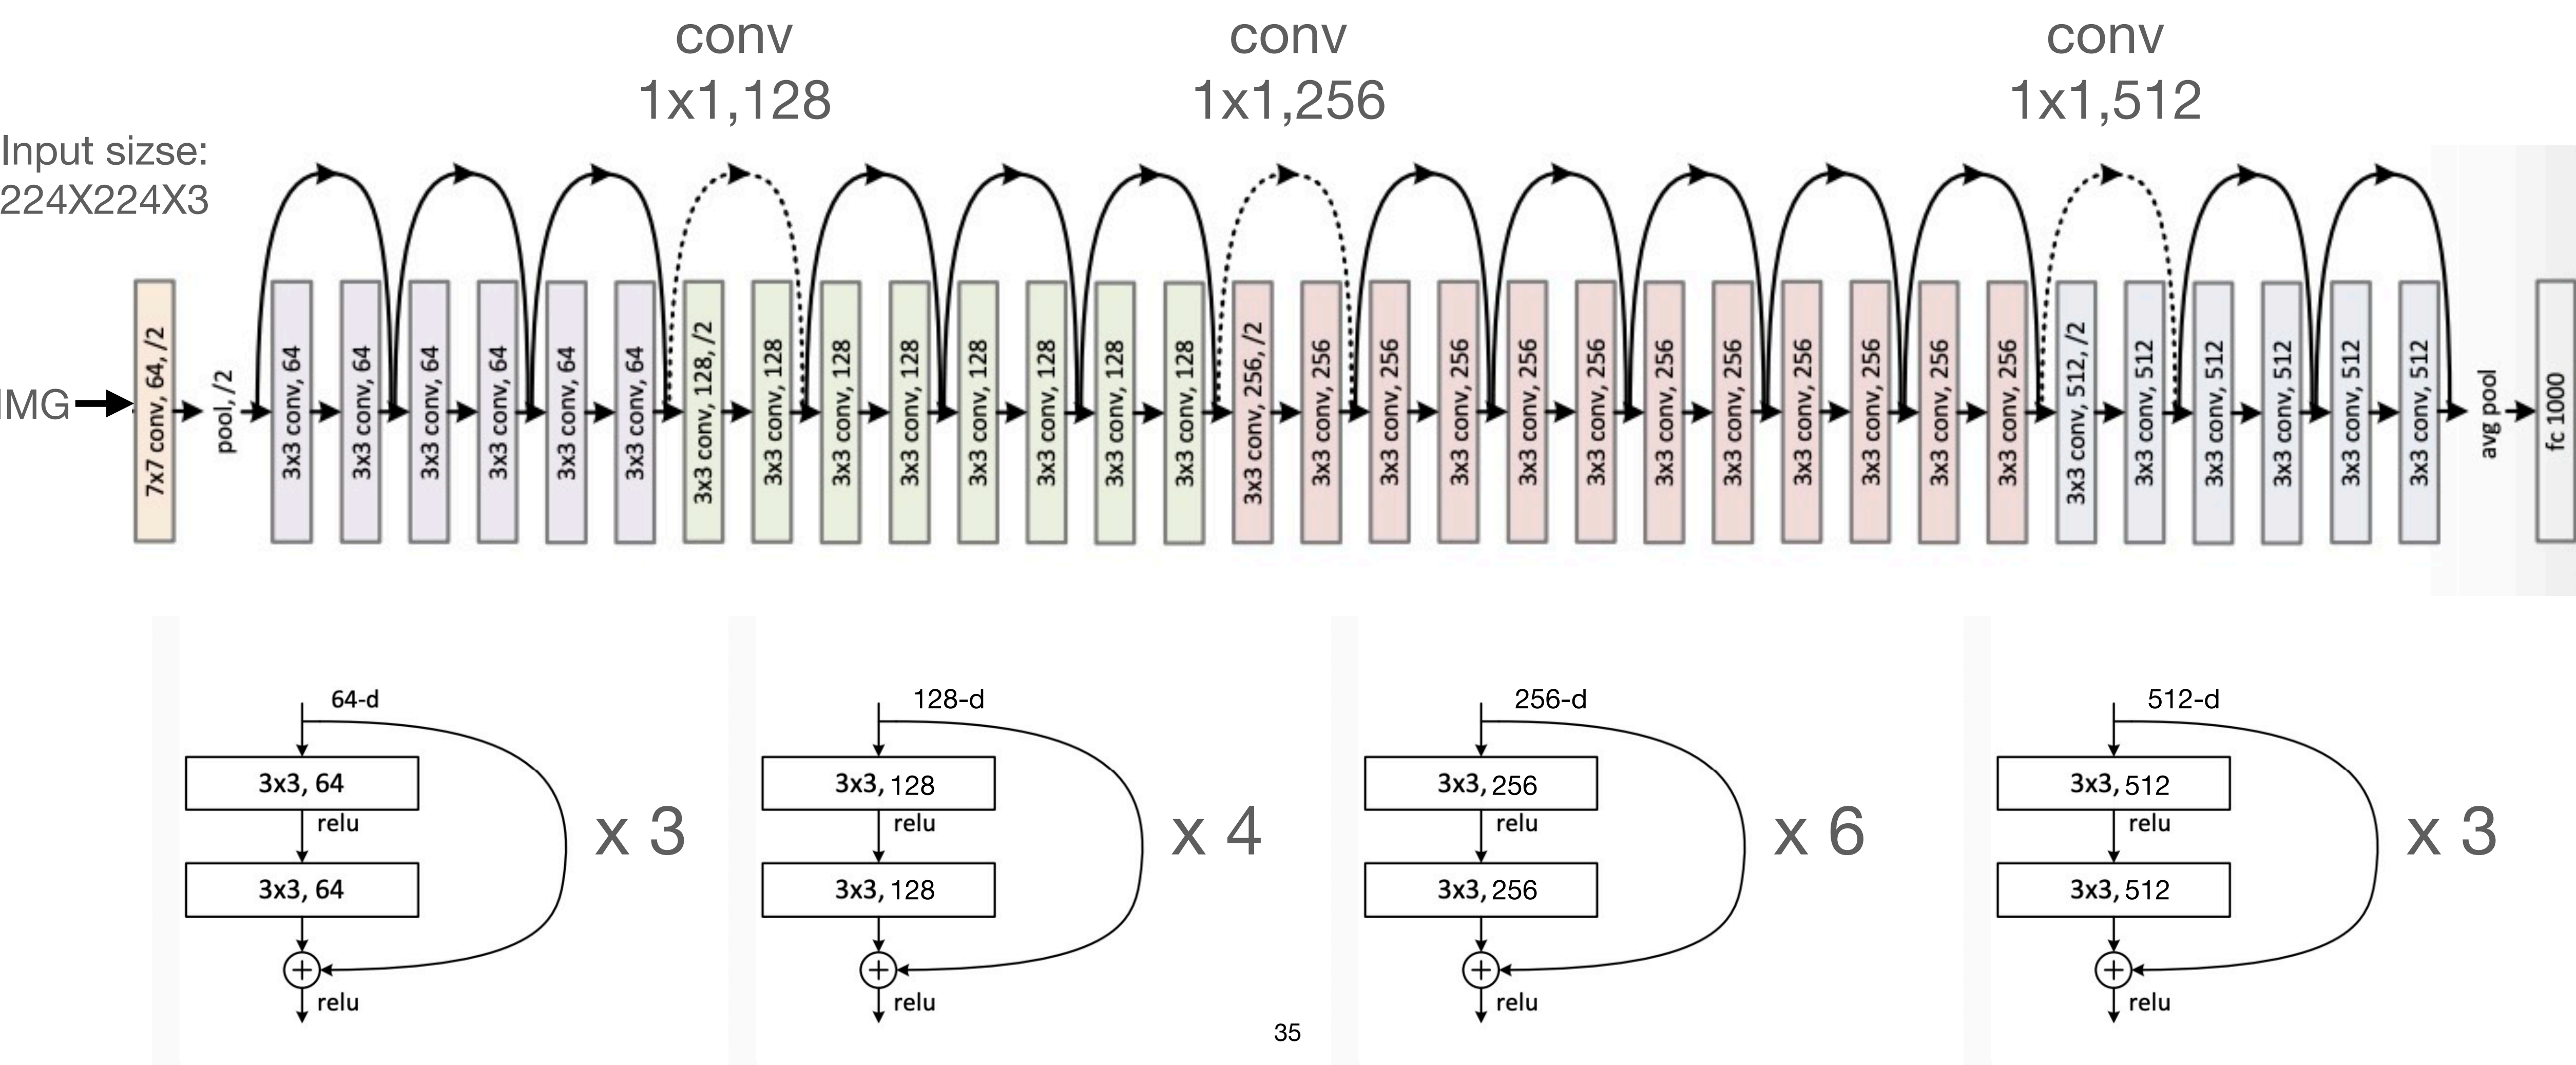 conv
1x1,128
conv
1x1,256
conv
1x1,512
Input sizse:
224X224X3
IMG
7x7 conv, 64, /2
pool, /2
3x3 conv, 64
3x3 conv, 64
3x3 conv, 64
3x3 conv, 64
3x3 conv, 64
3x3 conv, 64
3x3 conv, 128, /2
3x3 conv, 128
3x3 conv, 128
3x3 conv, 128
3x3 conv, 128
3x3 conv, 128
3x3 conv, 128
3x3 conv, 128
3x3 conv, 256, /2
3x3 conv, 256
3x3 conv, 256
3x3 conv, 256
3x3 conv, 256
3x3 conv, 256
3x3 conv, 256
3x3 conv, 256
3x3 conv, 256
3x3 conv, 256
3x3 conv, 256
3x3 conv, 256
3x3 conv, 512, /2
3x3 conv, 512
3x3 conv, 512
3x3 conv, 512
3x3 conv, 512
3x3 conv, 512
avg pool
fc 1000
64-d
3x3, 64
relu
3x3, 64
relu
x 3
128-d
3x3, 128
relu
3x3, 128
relu
x 4
256-d
3x3, 256
relu
3x3, 256
relu
x 6
512-d
3x3, 512
relu
3x3, 512
relu
x 3
35